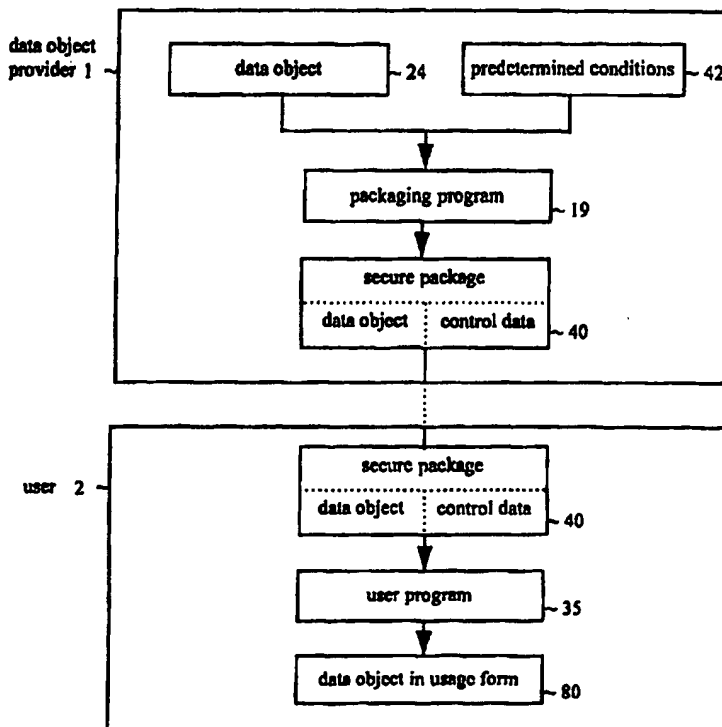 data object
provider 1
data object
24
predetermined conditions
42
packaging program
19
secure package
data object
control data
40
user 2
secure package
data object
control data
40
user program
35
data object in usage form
80